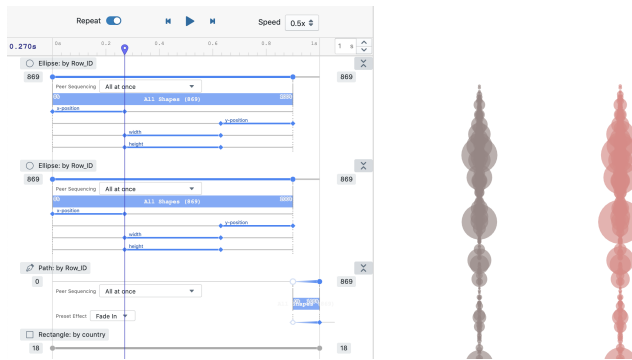 Repeat Speed 0.5x
0.270s 0s 0.2 0.4 0.6 0.8 1s 1 s
Ellipse: by Row_ID
869 869
Peer Sequencing All at once
All Shapes (869)
x-position
y-position
width
height
Ellipse: by Row_ID
869 869
Peer Sequencing All at once
All Shapes (869)
x-position
y-position
width
height
Path: by Row_ID
0 869
Peer Sequencing All at once
Preset Effect Fade In
Rectangle: by country
18 18